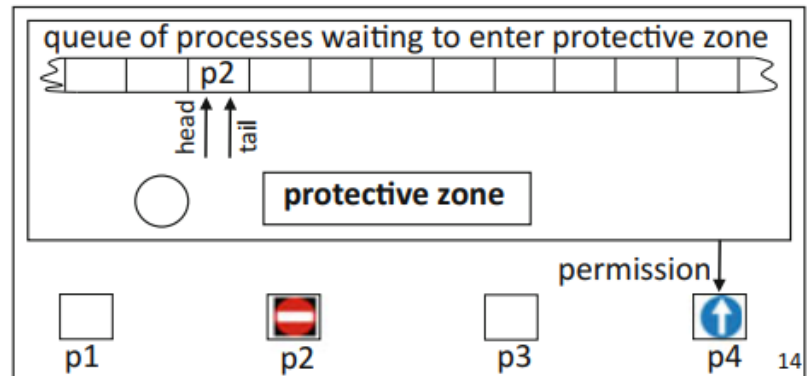 queue of processes waiting to enter protective zone
p2
head
tail
protective zone
permission
p1 p2 p3 p4 14